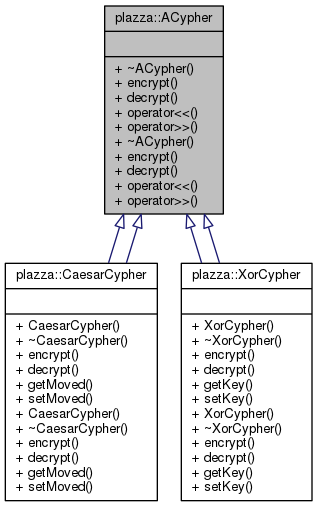 plazza::ACypher
+ ~ACypher()
+ encrypt()
+ decrypt()
+ operator<<()
+ operator>>()
+ ~ACypher()
+ encrypt()
+ decrypt()
+ operator<<()
+ operator>>()
plazza::CaesarCypher
+ CaesarCypher()
+ ~CaesarCypher()
+ encrypt()
+ decrypt()
+ getMoved()
+ setMoved()
+ CaesarCypher()
+ ~CaesarCypher()
+ encrypt()
+ decrypt()
+ getMoved()
+ setMoved()
plazza::XorCypher
+ XorCypher()
+ ~XorCypher()
+ encrypt()
+ decrypt()
+ getKey()
+ setKey()
+ XorCypher()
+ ~XorCypher()
+ encrypt()
+ decrypt()
+ getKey()
+ setKey()